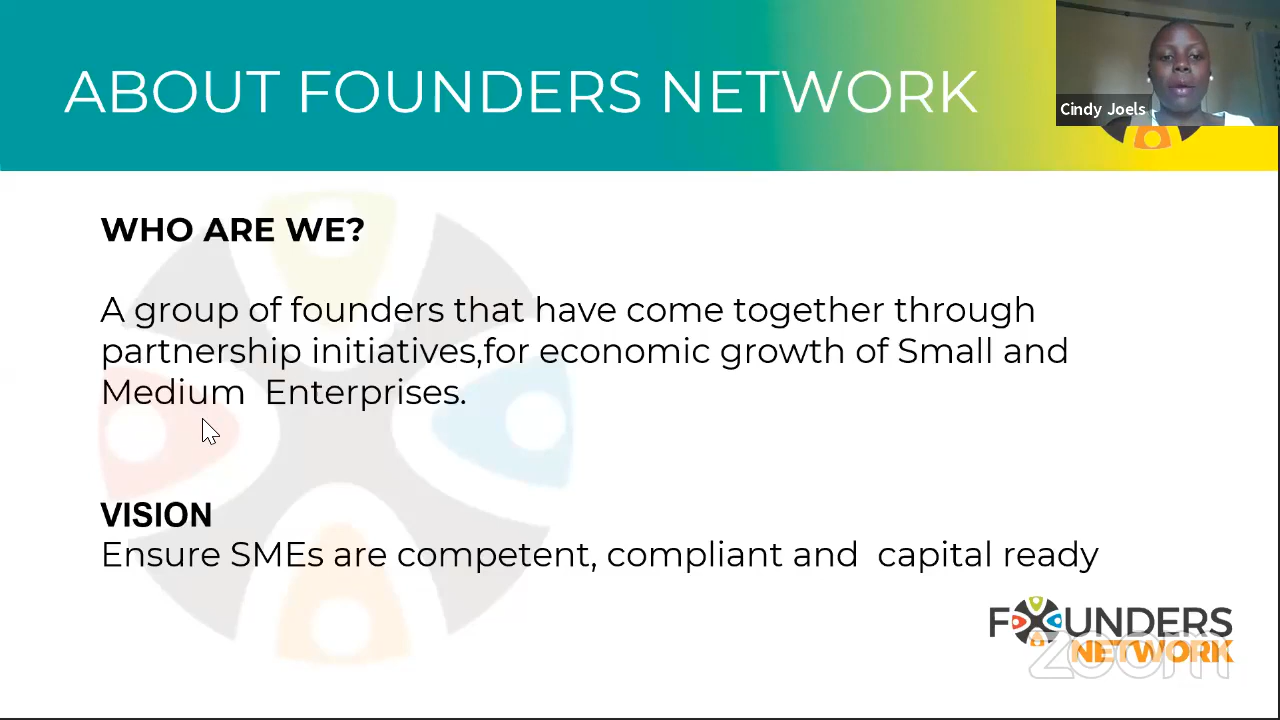 ABOUT FOUNDERS NETWORK
Cindy Joels
WHO ARE WE?
A group of founders that have come together through
partnership initiatives,for economic growth of Small and
Medium  Enterprises.
VISION
Ensure SMEs are competent, compliant and  capital ready
FOUNDERS
NETWORK
zoom